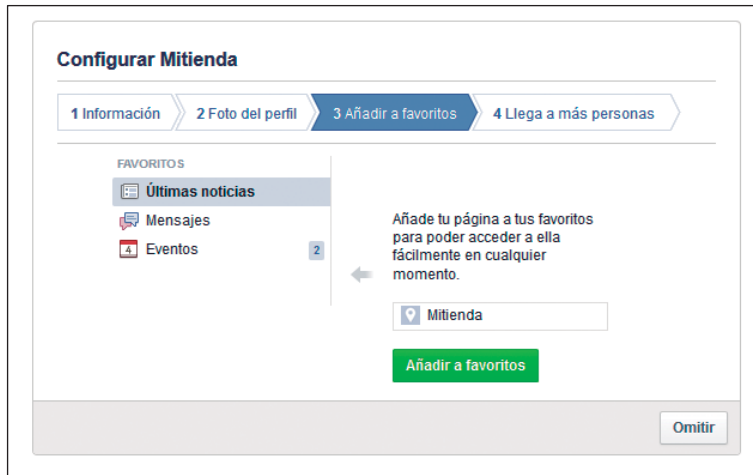 Configurar Mitienda
1 Información 2 Foto del perfil 3 Añadir a favoritos 4 Llega a más personas
FAVORITOS
Últimas noticias
Mensajes
4 Eventos 2
Añade tu página a tus favoritos
para poder acceder a ella
fácilmente en cualquier
momento.
Mitienda
Añadir a favoritos
Omitir